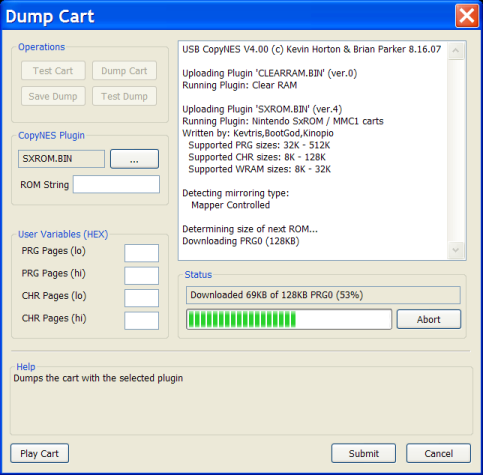 Dump Cart
Operations
Test Cart
Dump Cart
Save Dump
Test Dump
CopyNES Plugin
SXROM.BIN
...
ROM String
User Variables (HEX)
PRG Pages (lo)
PRG Pages (hi)
CHR Pages (lo)
CHR Pages (hi)
USB CopyNES V4.00 (c) Kevin Horton & Brian Parker 8.16.07
Uploading Plugin 'CLEARRAM.BIN' (ver.0)
Running Plugin: Clear RAM
Uploading Plugin 'SXROM.BIN' (ver.4)
Running Plugin: Nintendo SxROM / MMC1 carts
Written by: Kevtris,BootGod,Kinopio
Supported PRG sizes: 32K - 512K
Supported CHR sizes: 8K - 128K
Supported WRAM sizes: 8K - 32K
Detecting mirroring type:
Mapper Controlled
Determining size of next ROM...
Downloading PRG0 (128KB)
Status
Downloaded 69KB of 128KB PRG0 (53%)
Abort
Help
Dumps the cart with the selected plugin
Play Cart
Submit
Cancel